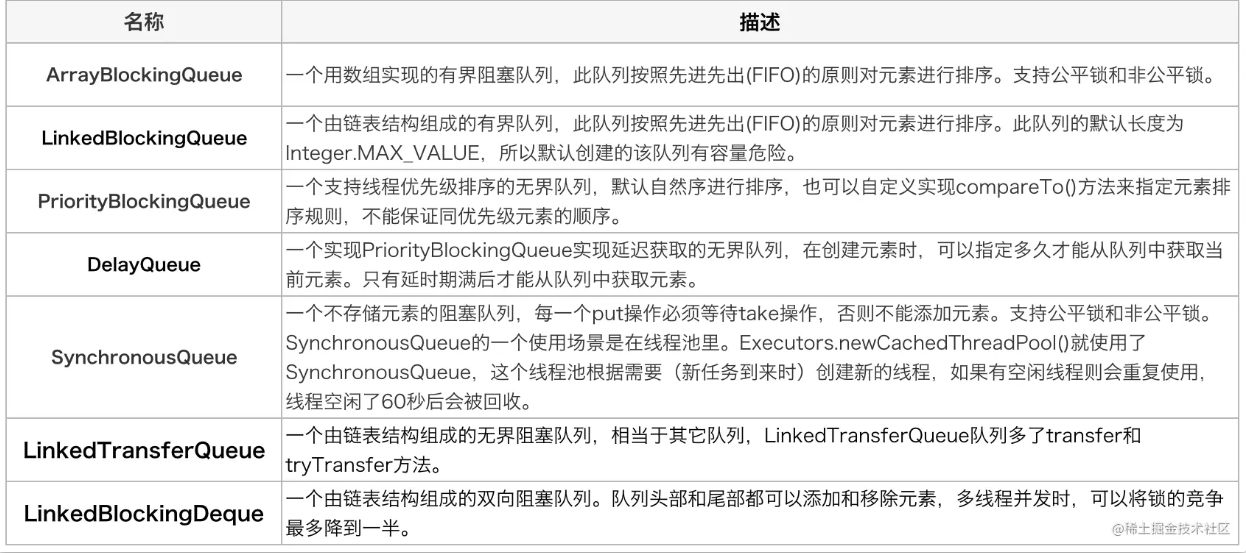 名称 描述
ArrayBlockingQueue 一个用数组实现的有界阻塞队列，此队列按照先进先出(FIFO)的原则对元素进行排序。支持公平锁和非公平锁。
LinkedBlockingQueue 一个由链表结构组成的有界队列，此队列按照先进先出(FIFO)的原则对元素进行排序。此队列的默认长度为
Integer.MAX_VALUE，所以默认创建的该队列有容量危险。
PriorityBlockingQueue 一个支持线程优先级排序的无界队列，默认自然序进行排序，也可以自定义实现compareTo()方法来指定元素排
序规则，不能保证同优先级元素的顺序。
DelayQueue 一个实现PriorityBlockingQueue实现延迟获取的无界队列，在创建元素时，可以指定多久才能从队列中获取当
前元素。只有延时期满后才能从队列中获取元素。
SynchronousQueue 一个不存储元素的阻塞队列，每一个put操作必须等待take操作，否则不能添加元素。支持公平锁和非公平锁。
SynchronousQueue的一个使用场景是在线程池里。Executors.newCachedThreadPool()就使用了
SynchronousQueue，这个线程池根据需要（新任务到来时）创建新的线程，如果有空闲线程则会重复使用，
线程空闲了60秒后会被回收。
LinkedTransferQueue 一个由链表结构组成的无界阻塞队列，相当于其它队列，LinkedTransferQueue队列多了transfer和
tryTransfer方法。
LinkedBlockingDeque 一个由链表结构组成的双向阻塞队列。队列头部和尾部都可以添加和移除元素，多线程并发时，可以将锁的竞争
最多降到一半。
@稀土掘金技术社区